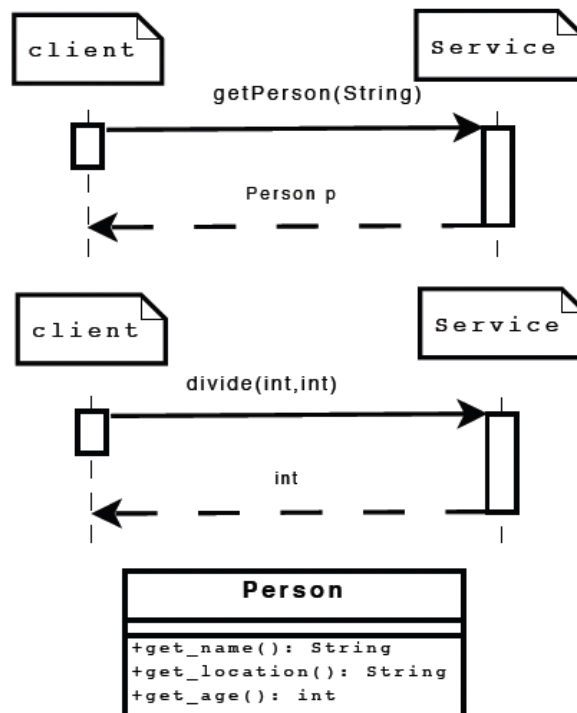 client
Service
getPerson(String)
Person p
client
Service
divide(int,int)
int
Person
+get_name(): String
+get_location(): String
+get_age(): int